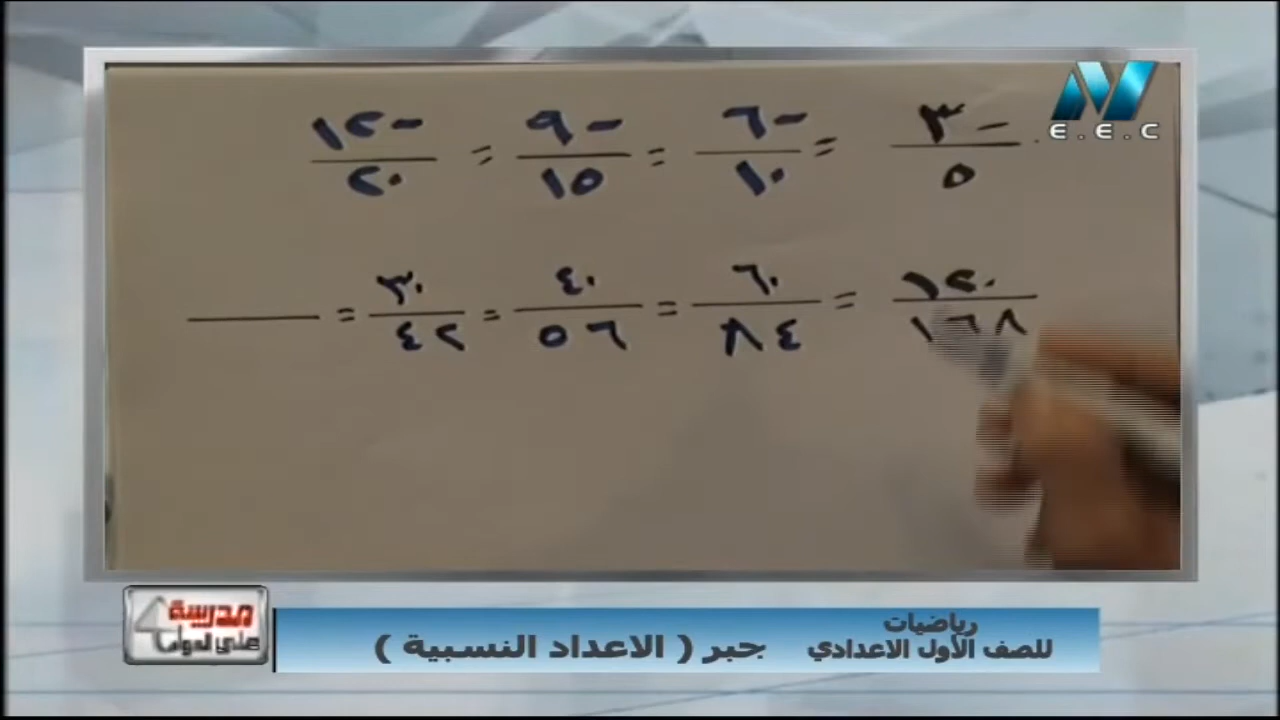 E.E.C
-٣/٥ = -٦/١٠ = -٩/١٥ = -١٢/٢٠
١٢٠/١٦٨ = ٦٠/٨٤ = ٤٠/٥٦ = ٣٠/٤٢ = ____
رياضيات
للصف الأول الاعدادي
جبر ( الاعداد النسبية )
مدرسة
على الهواء